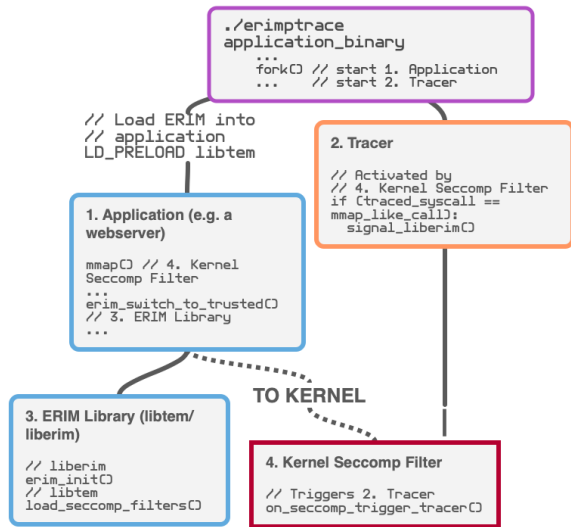 ./erimptrace
application_binary
...
fork() // start 1. Application
... // start 2. Tracer
// Load ERIM into
// application
LD_PRELOAD libtem
2. Tracer
// Activated by
// 4. Kernel Seccomp Filter
if (traced_syscall ==
mmap_like_call):
signal_liberim()
1. Application (e.g. a
webserver)
mmap() // 4. Kernel
Seccomp Filter
...
erim_switch_to_trusted()
// 3. ERIM Library
...
TO KERNEL
3. ERIM Library (libtem/
liberim)
// liberim
erim_init()
// libtem
load_seccomp_filters()
4. Kernel Seccomp Filter
// Triggers 2. Tracer
on_seccomp_trigger_tracer()